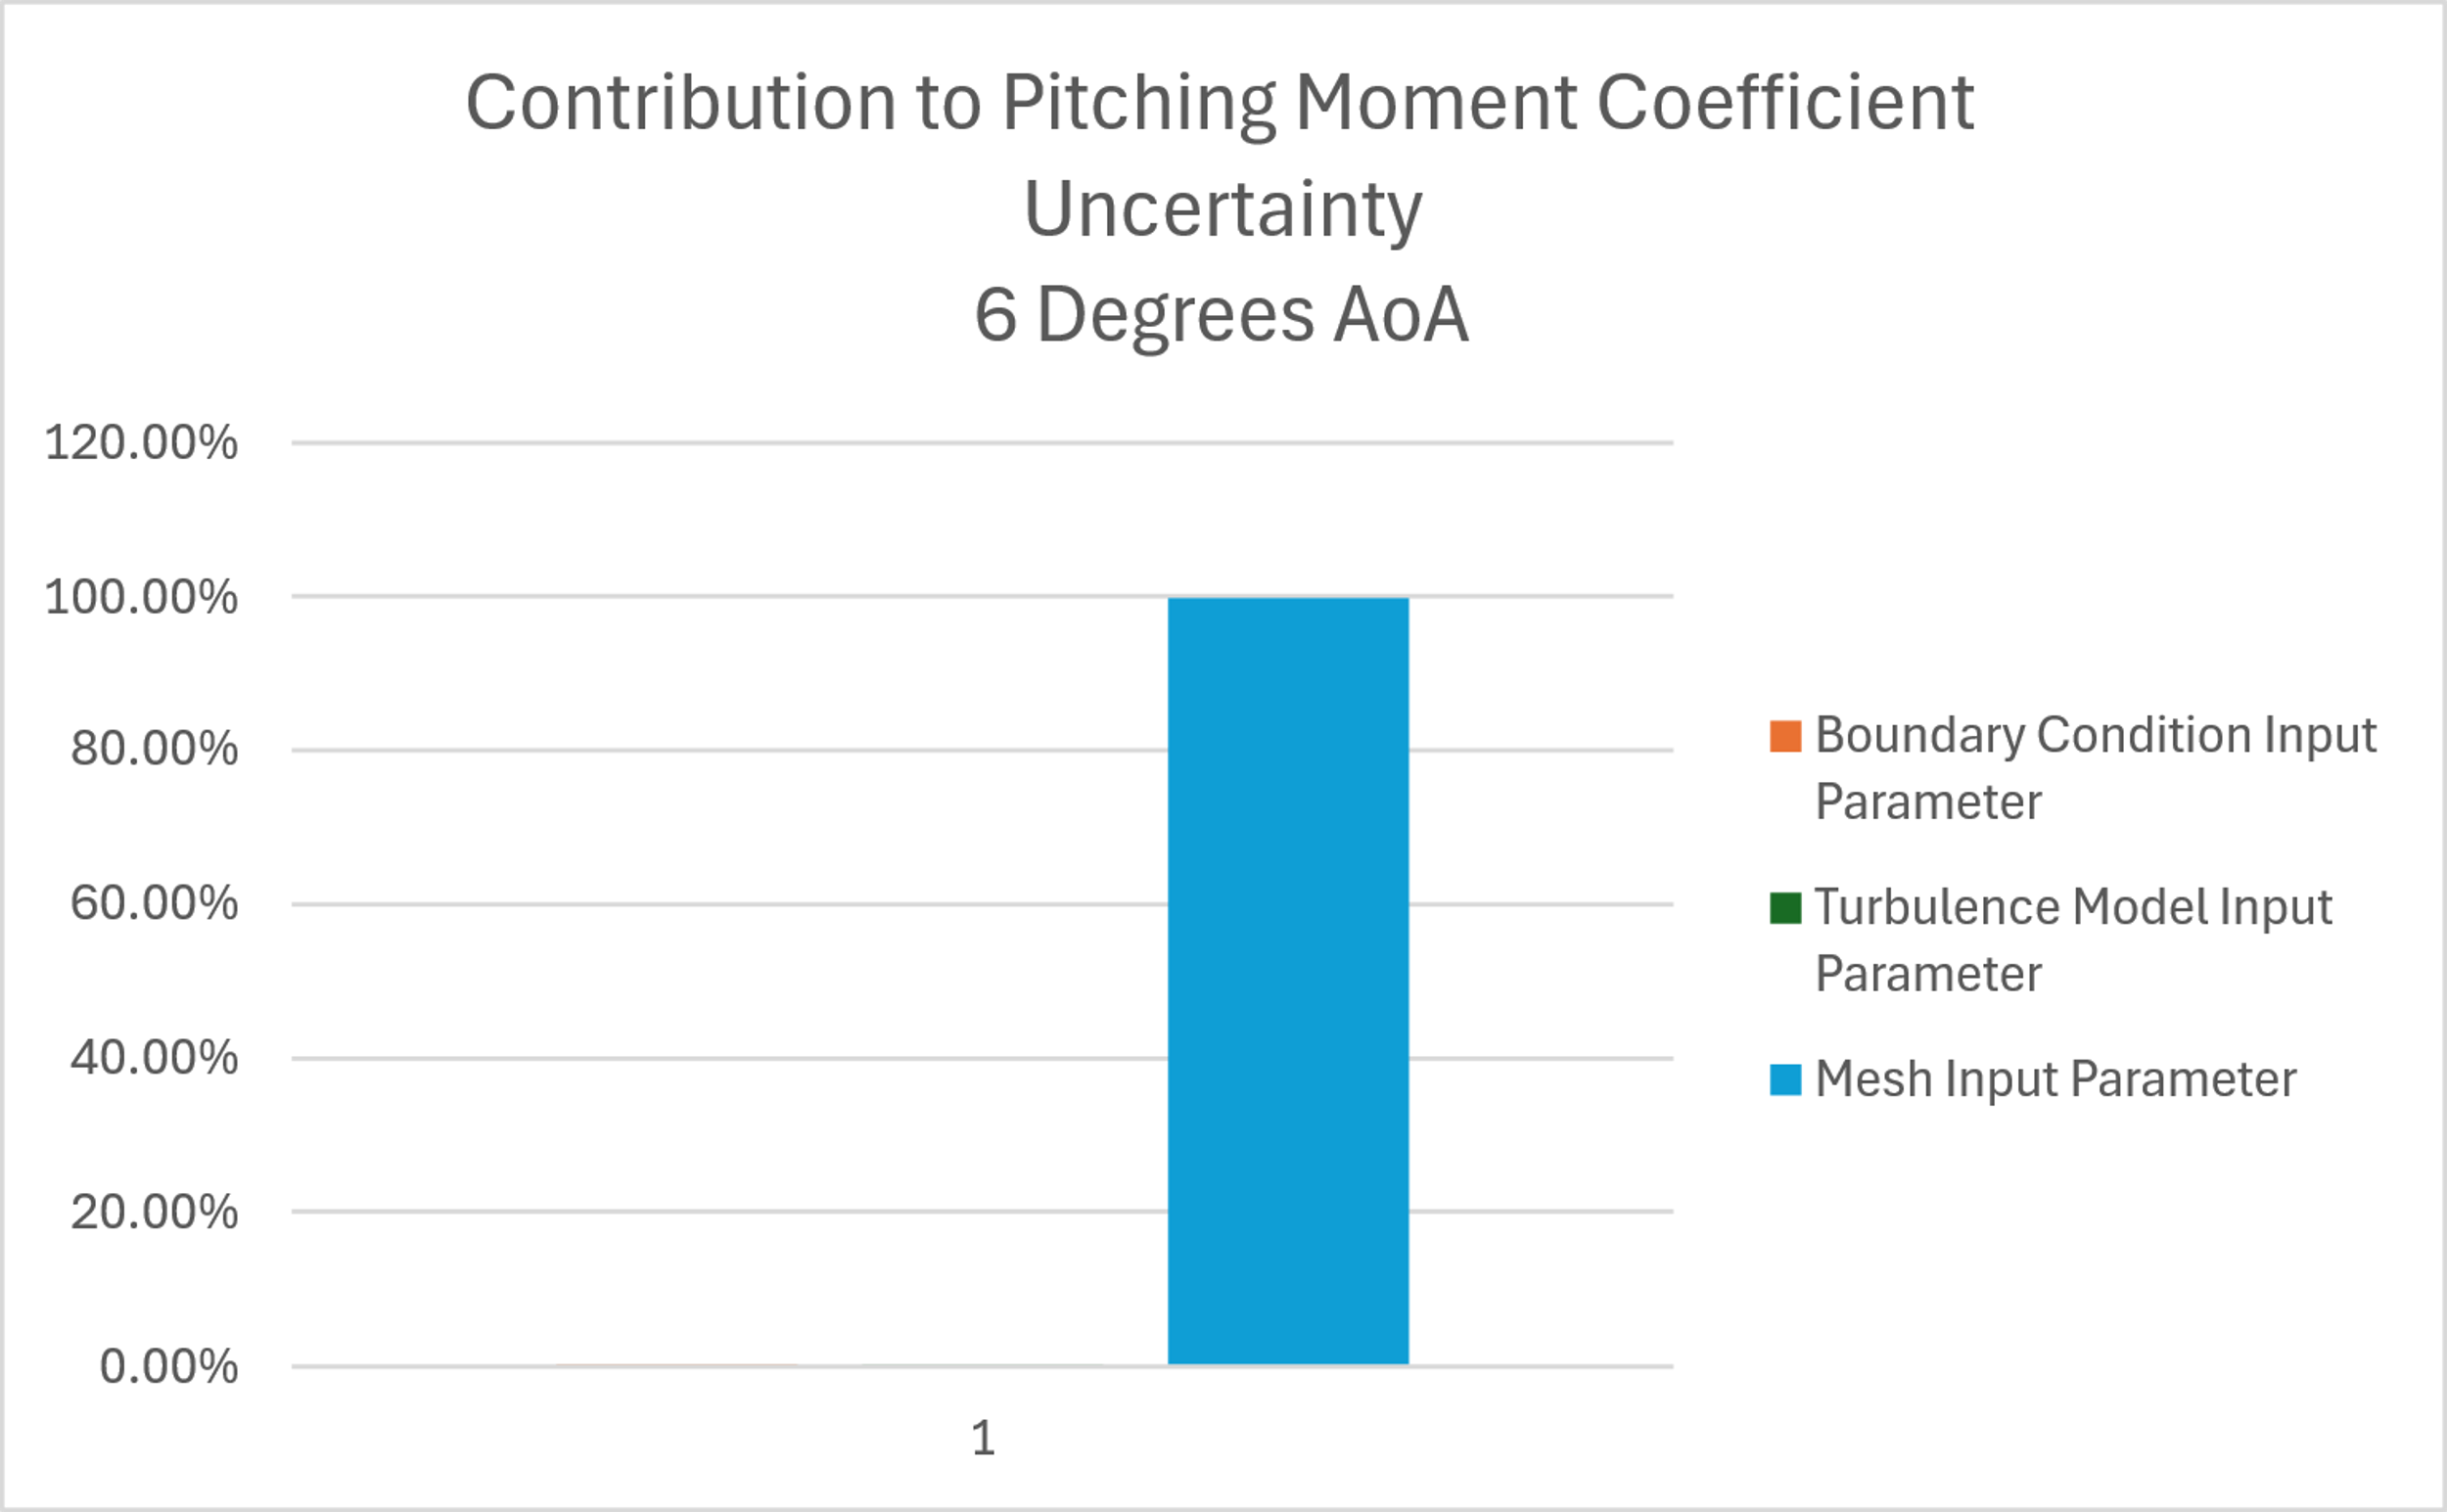 Contribution to Pitching Moment Coefficient
Uncertainty
6 Degrees AoA
120.00%
100.00%
80.00%
60.00%
40.00%
20.00%
0.00%
1
Boundary Condition Input
Parameter
Turbulence Model Input
Parameter
Mesh Input Parameter